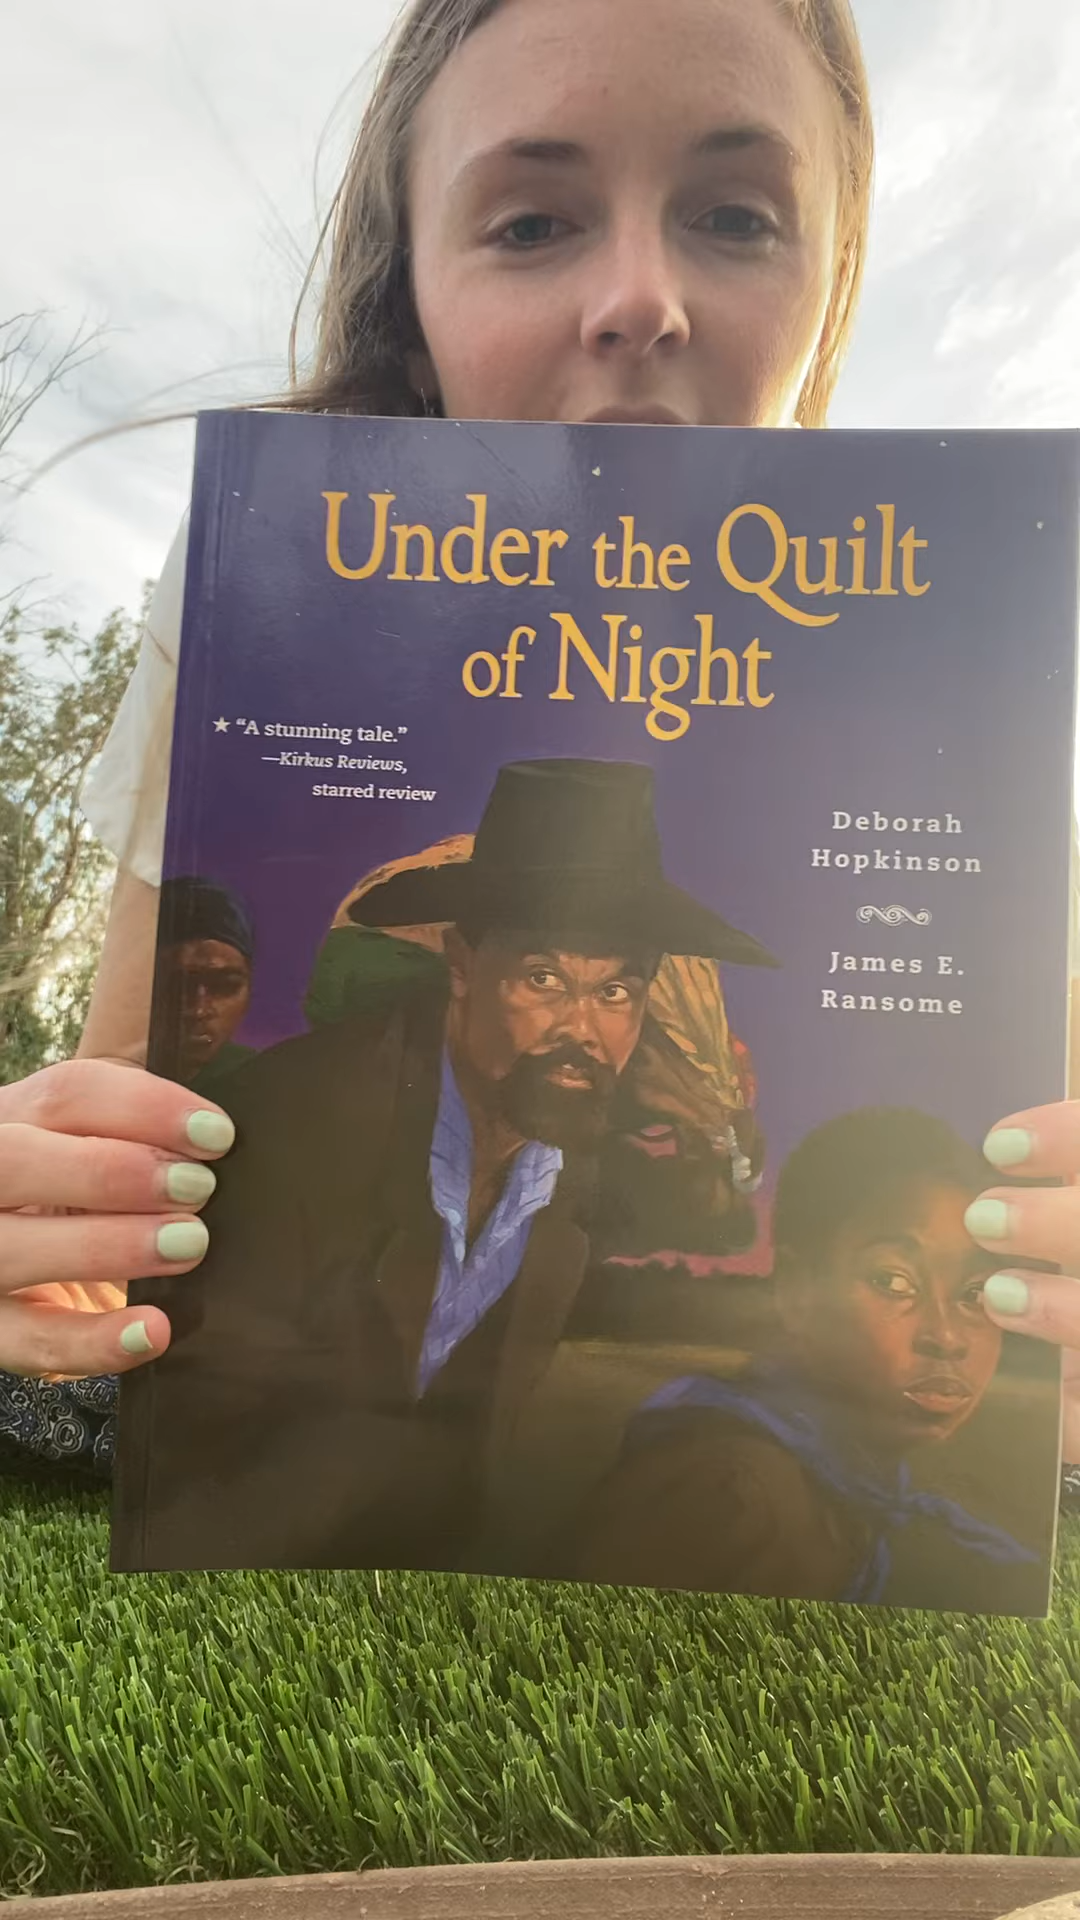 Under the Quilt
of Night
★ “A stunning tale.”
—Kirkus Reviews,
starred review
Deborah
Hopkinson
James E.
Ransome